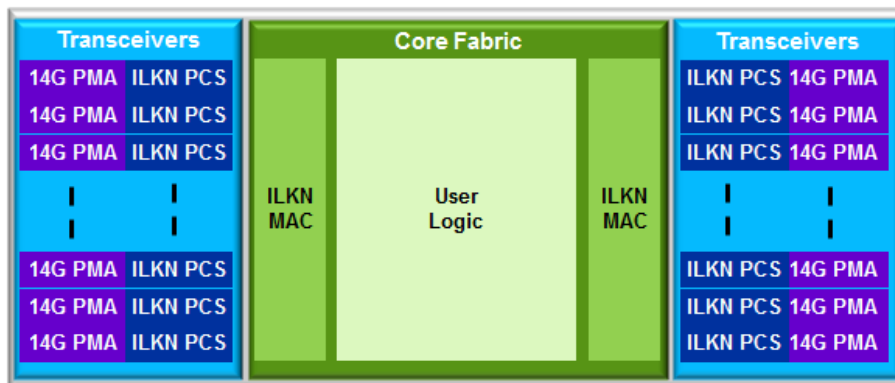 Transceivers
14G PMA ILKN PCS
14G PMA ILKN PCS
14G PMA ILKN PCS
14G PMA ILKN PCS
14G PMA ILKN PCS
14G PMA ILKN PCS
Core Fabric
ILKN
MAC
User
Logic
ILKN
MAC
Transceivers
ILKN PCS 14G PMA
ILKN PCS 14G PMA
ILKN PCS 14G PMA
ILKN PCS 14G PMA
ILKN PCS 14G PMA
ILKN PCS 14G PMA